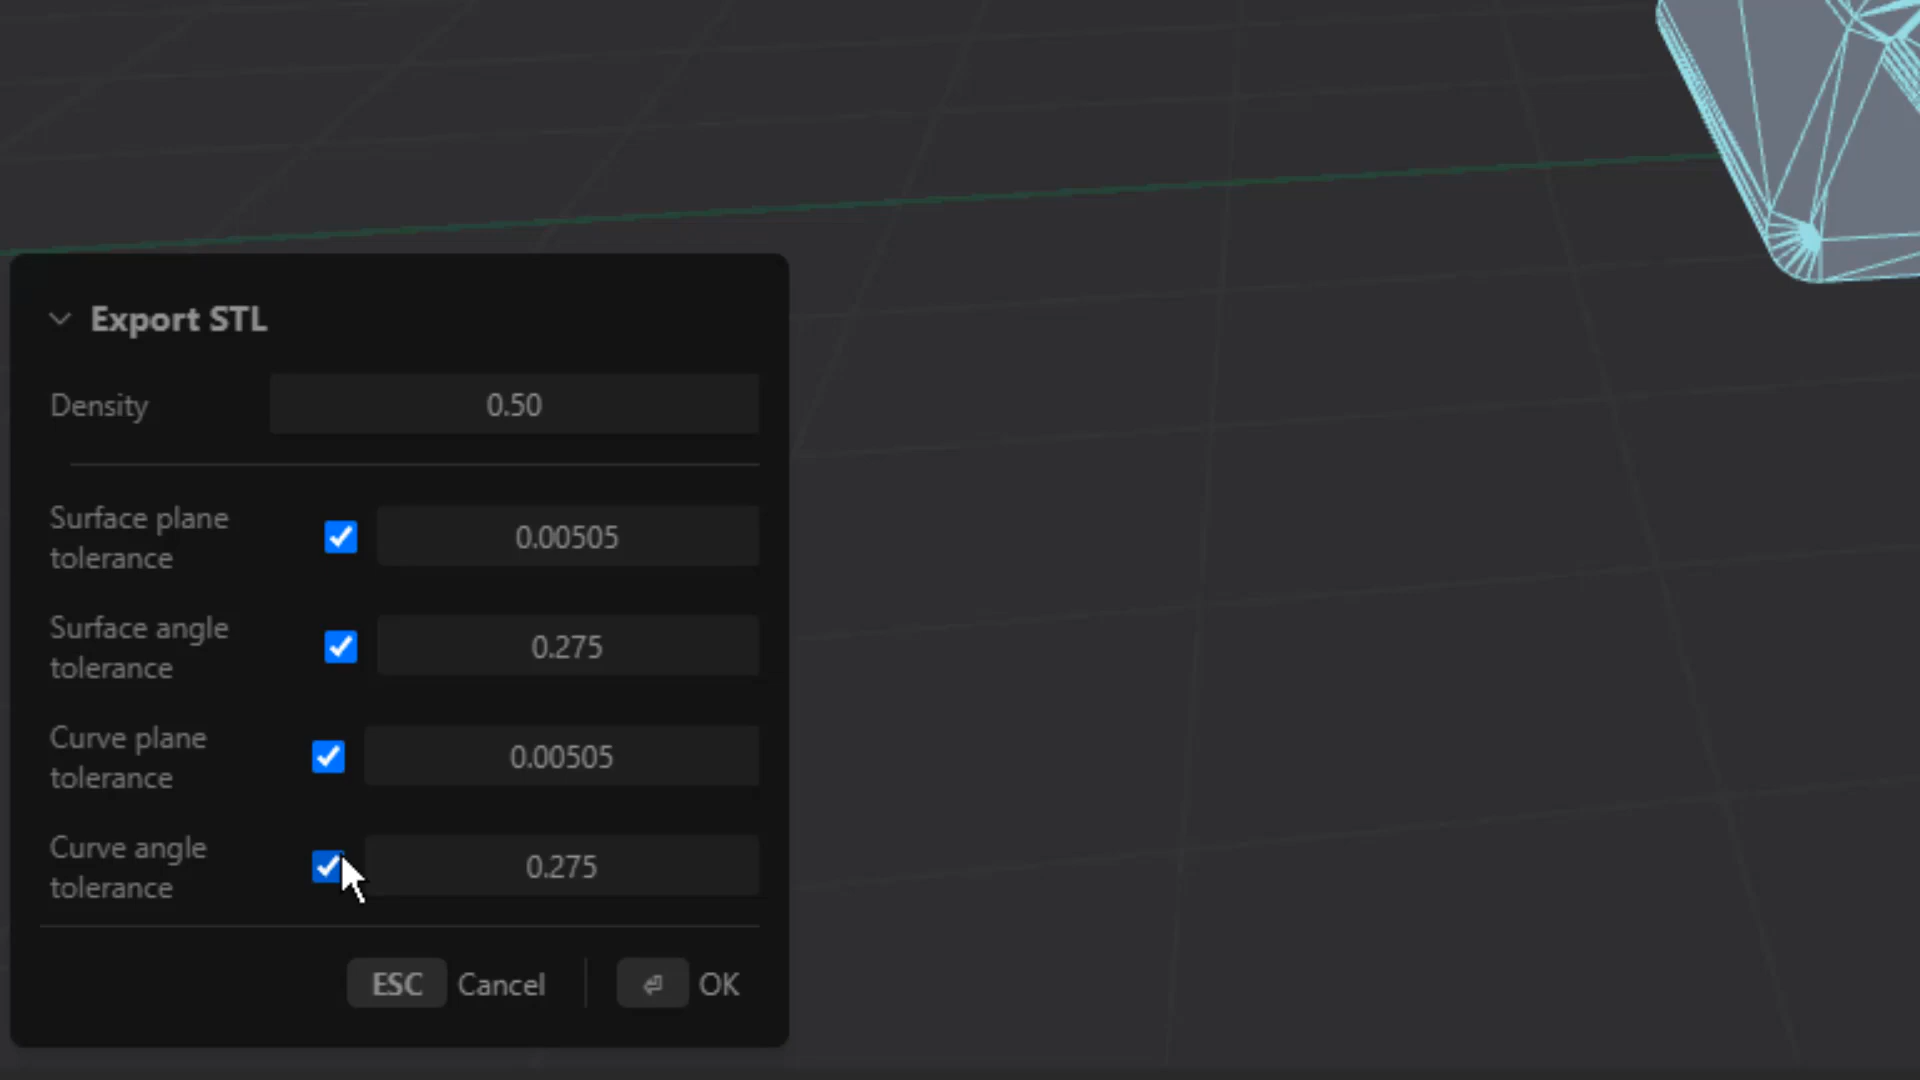 Export STL
Density 0.50
Surface plane
tolerance
0.00505
Surface angle
tolerance
0.275
Curve plane
tolerance
0.00505
Curve angle
tolerance
0.275
ESC Cancel ⏎ OK